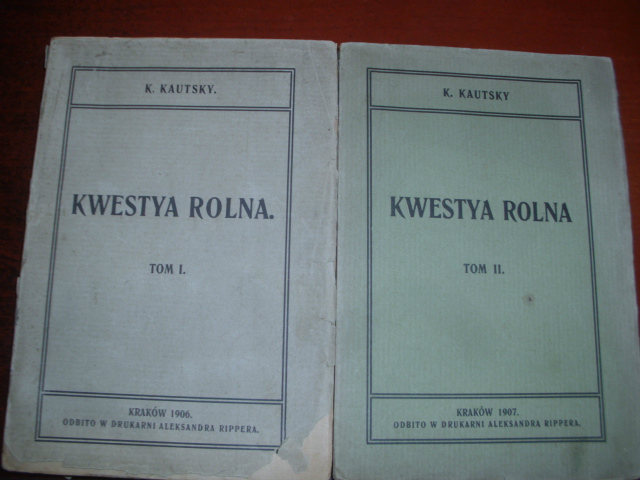 K. KAUTSKY.
KWESTYA ROLNA.
TOM I.
KRAKÓW 1906.
ODBITO W DRUKARNI ALEKSANDRA RIPPERA.
K. KAUTSKY
KWESTYA ROLNA
TOM II.
KRAKÓW 1907.
ODBITO W DRUKARNI ALEKSANDRA RIPPERA.